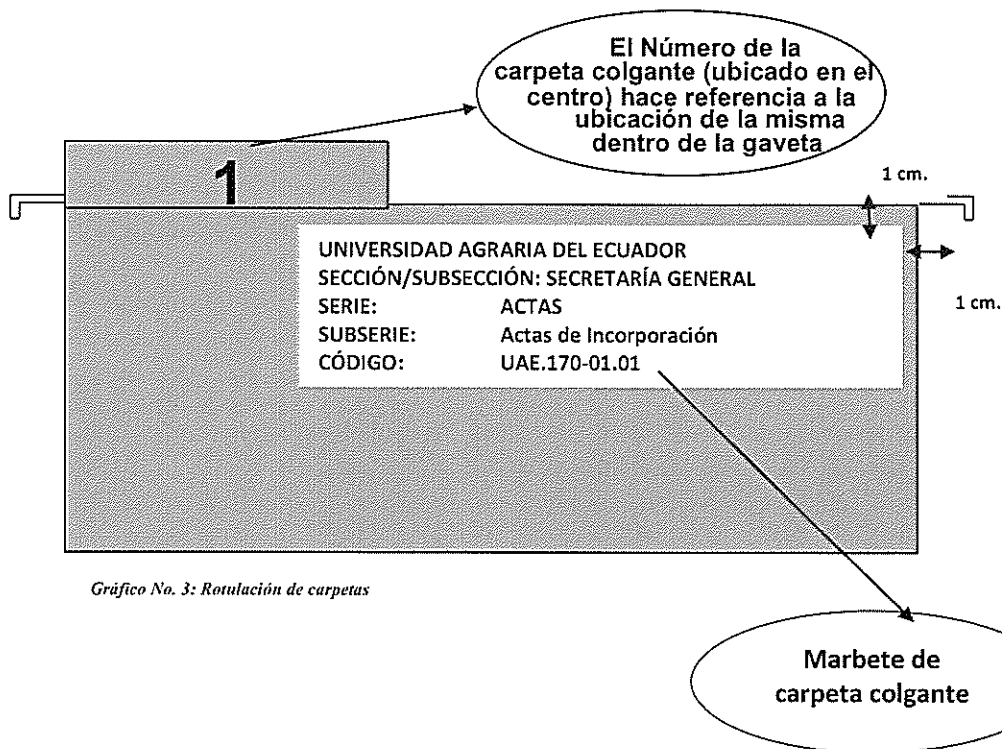 El Número de la
carpeta colgante (ubicado en el
centro) hace referencia a la
ubicación de la misma
dentro de la gaveta
1
1 cm.
1 cm.
UNIVERSIDAD AGRARIA DEL ECUADOR
SECCIÓN/SUBSECCIÓN: SECRETARÍA GENERAL
SERIE: ACTAS
SUBSERIE: Actas de Incorporación
CÓDIGO: UAE.170-01.01
Gráfico No. 3: Rotulación de carpetas
Marbete de
carpeta colgante